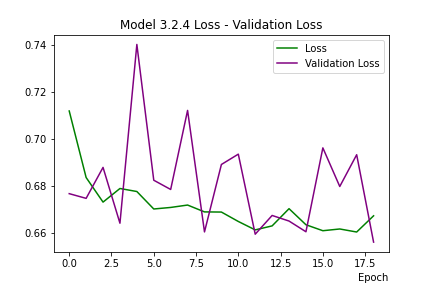 Model 3.2.4 Loss - Validation Loss
Loss
Validation Loss
0.74
0.72
0.70
0.68
0.66
0.0 2.5 5.0 7.5 10.0 12.5 15.0 17.5
Epoch